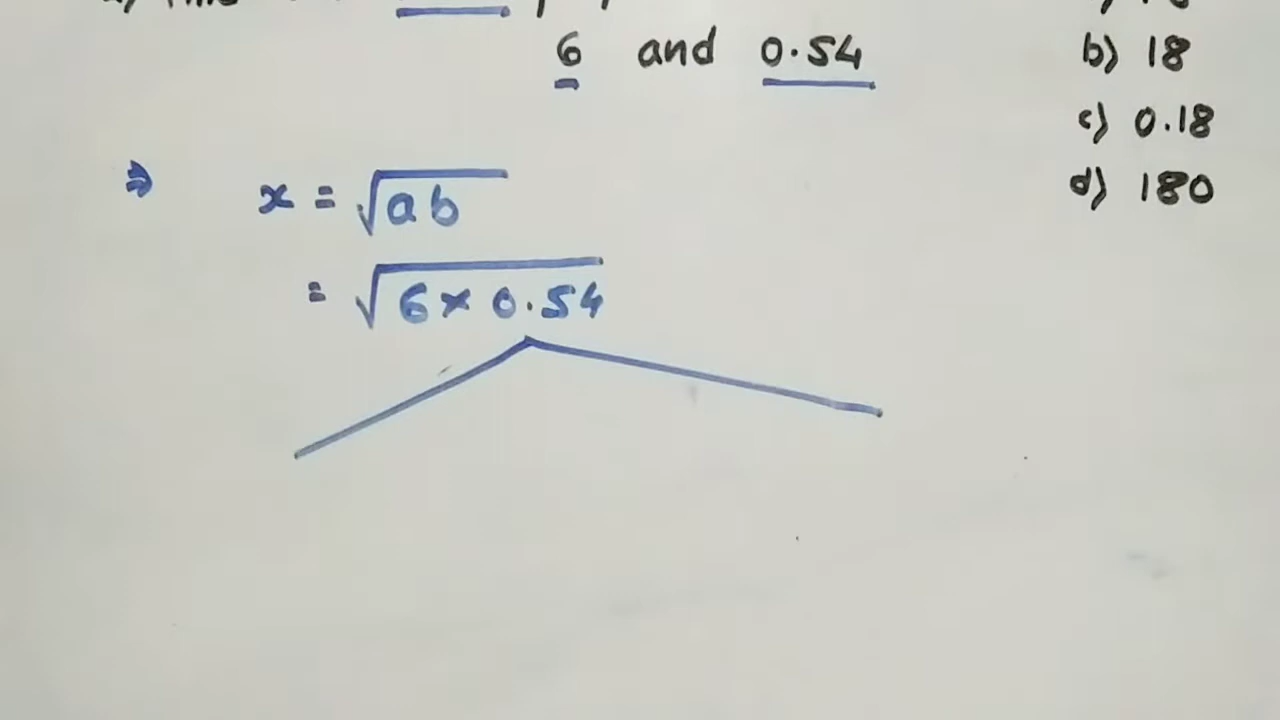 6 and 0.54
b) 18
c) 0.18
d) 180
⇒ x = √ab
= √6 × 0.54